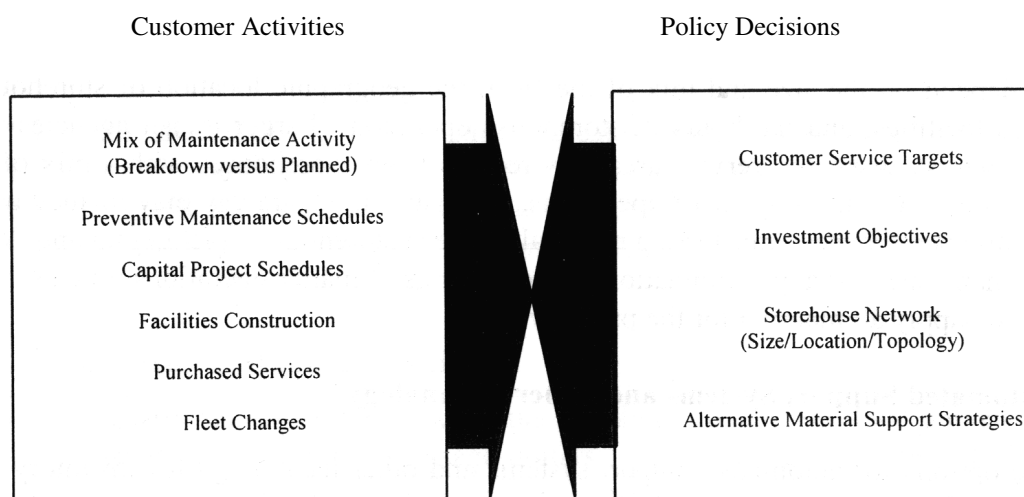 Customer Activities
Policy Decisions
Mix of Maintenance Activity
(Breakdown versus Planned)
Preventive Maintenance Schedules
Capital Project Schedules
Facilities Construction
Purchased Services
Fleet Changes
Customer Service Targets
Investment Objectives
Storehouse Network
(Size/Location/Topology)
Alternative Material Support Strategies